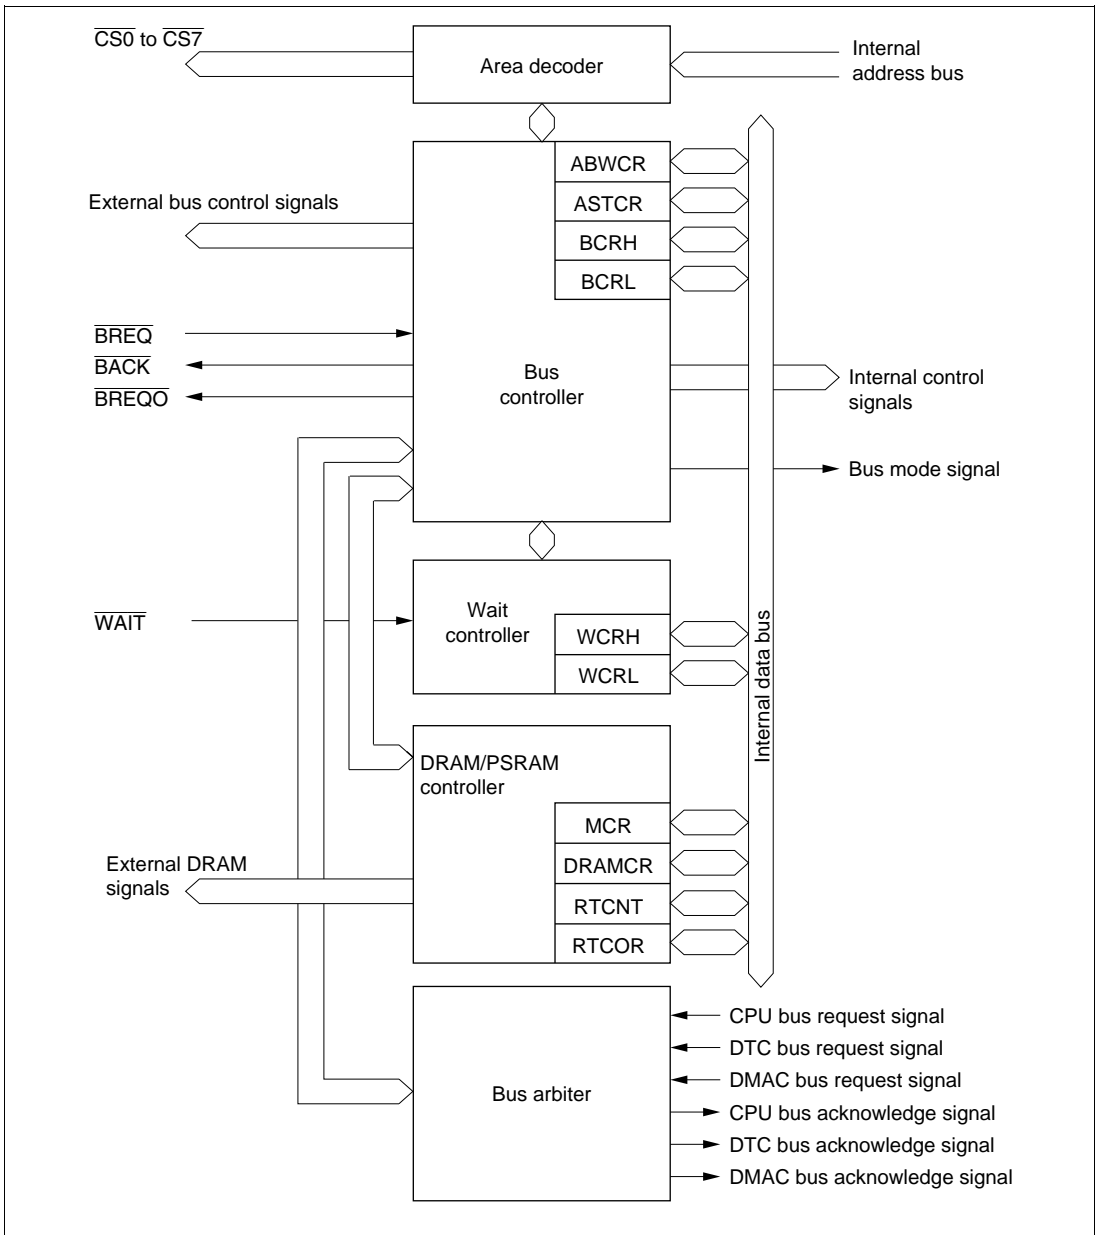 CS0 to CS7
Area decoder
Internal
address bus
ABWCR
ASTCR
BCRH
BCRL
External bus control signals
BREQ
BACK
BREQO
Bus
controller
Internal control
signals
Bus mode signal
WAIT
Wait
controller
WCRH
WCRL
Internal data bus
DRAM/PSRAM
controller
MCR
DRAMCR
RTCNT
RTCOR
External DRAM
signals
Bus arbiter
CPU bus request signal
DTC bus request signal
DMAC bus request signal
CPU bus acknowledge signal
DTC bus acknowledge signal
DMAC bus acknowledge signal